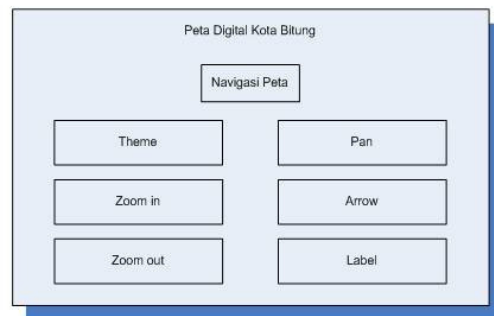 Peta Digital Kota Bitung
Navigasi Peta
Theme
Pan
Zoom in
Arrow
Zoom out
Label